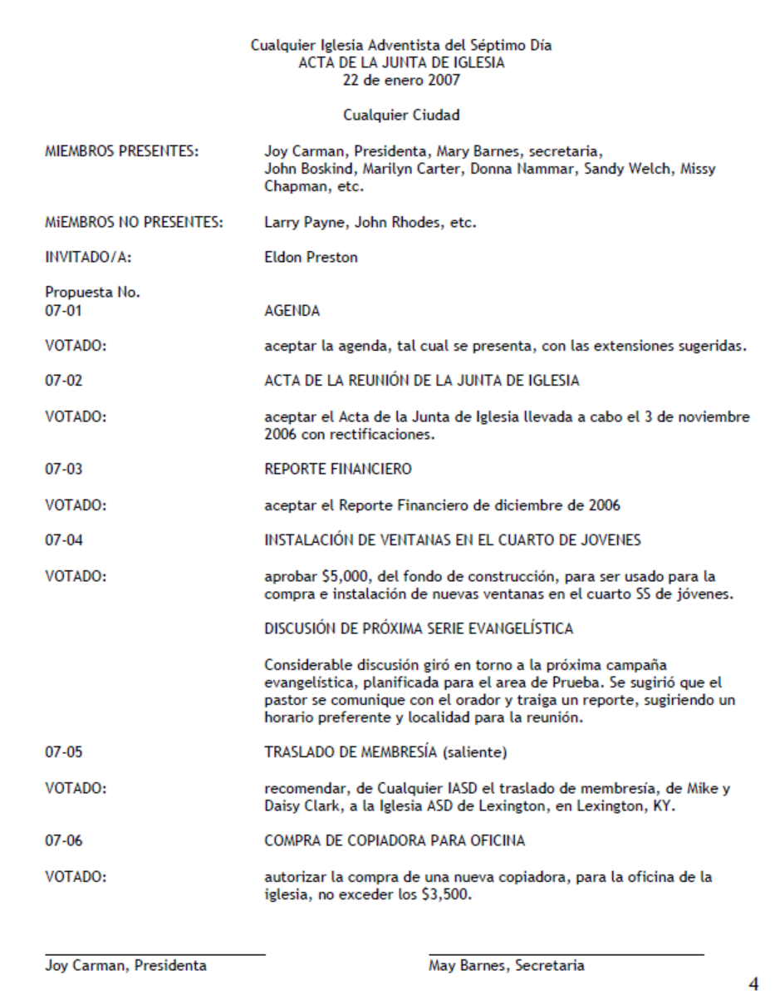 Cualquier Iglesia Adventista del Séptimo Día
ACTA DE LA JUNTA DE IGLESIA
22 de enero 2007
Cualquier Ciudad
MIEMBROS PRESENTES: Joy Carman, Presidenta, Mary Barnes, secretaria,
John Boskind, Marilyn Carter, Donna Nammar, Sandy Welch, Missy
Chapman, etc.
MiEMBROS NO PRESENTES: Larry Payne, John Rhodes, etc.
INVITADO/A: Eldon Preston
Propuesta No.
07-01 AGENDA
VOTADO: aceptar la agenda, tal cual se presenta, con las extensiones sugeridas.
07-02 ACTA DE LA REUNIÓN DE LA JUNTA DE IGLESIA
VOTADO: aceptar el Acta de la Junta de Iglesia llevada a cabo el 3 de noviembre
2006 con rectificaciones.
07-03 REPORTE FINANCIERO
VOTADO: aceptar el Reporte Financiero de diciembre de 2006
07-04 INSTALACIÓN DE VENTANAS EN EL CUARTO DE JOVENES
VOTADO: aprobar $5,000, del fondo de construcción, para ser usado para la
compra e instalación de nuevas ventanas en el cuarto SS de jóvenes.
DISCUSIÓN DE PRÓXIMA SERIE EVANGELÍSTICA
Considerable discusión giró en torno a la próxima campaña
evangelística, planificada para el area de Prueba. Se sugirió que el
pastor se comunique con el orador y traiga un reporte, sugiriendo un
horario preferente y localidad para la reunión.
07-05 TRASLADO DE MEMBRESÍA (saliente)
VOTADO: recomendar, de Cualquier IASD el traslado de membresía, de Mike y
Daisy Clark, a la Iglesia ASD de Lexington, en Lexington, KY.
07-06 COMPRA DE COPIADORA PARA OFICINA
VOTADO: autorizar la compra de una nueva copiadora, para la oficina de la
iglesia, no exceder los $3,500.
Joy Carman, Presidenta May Barnes, Secretaria
4